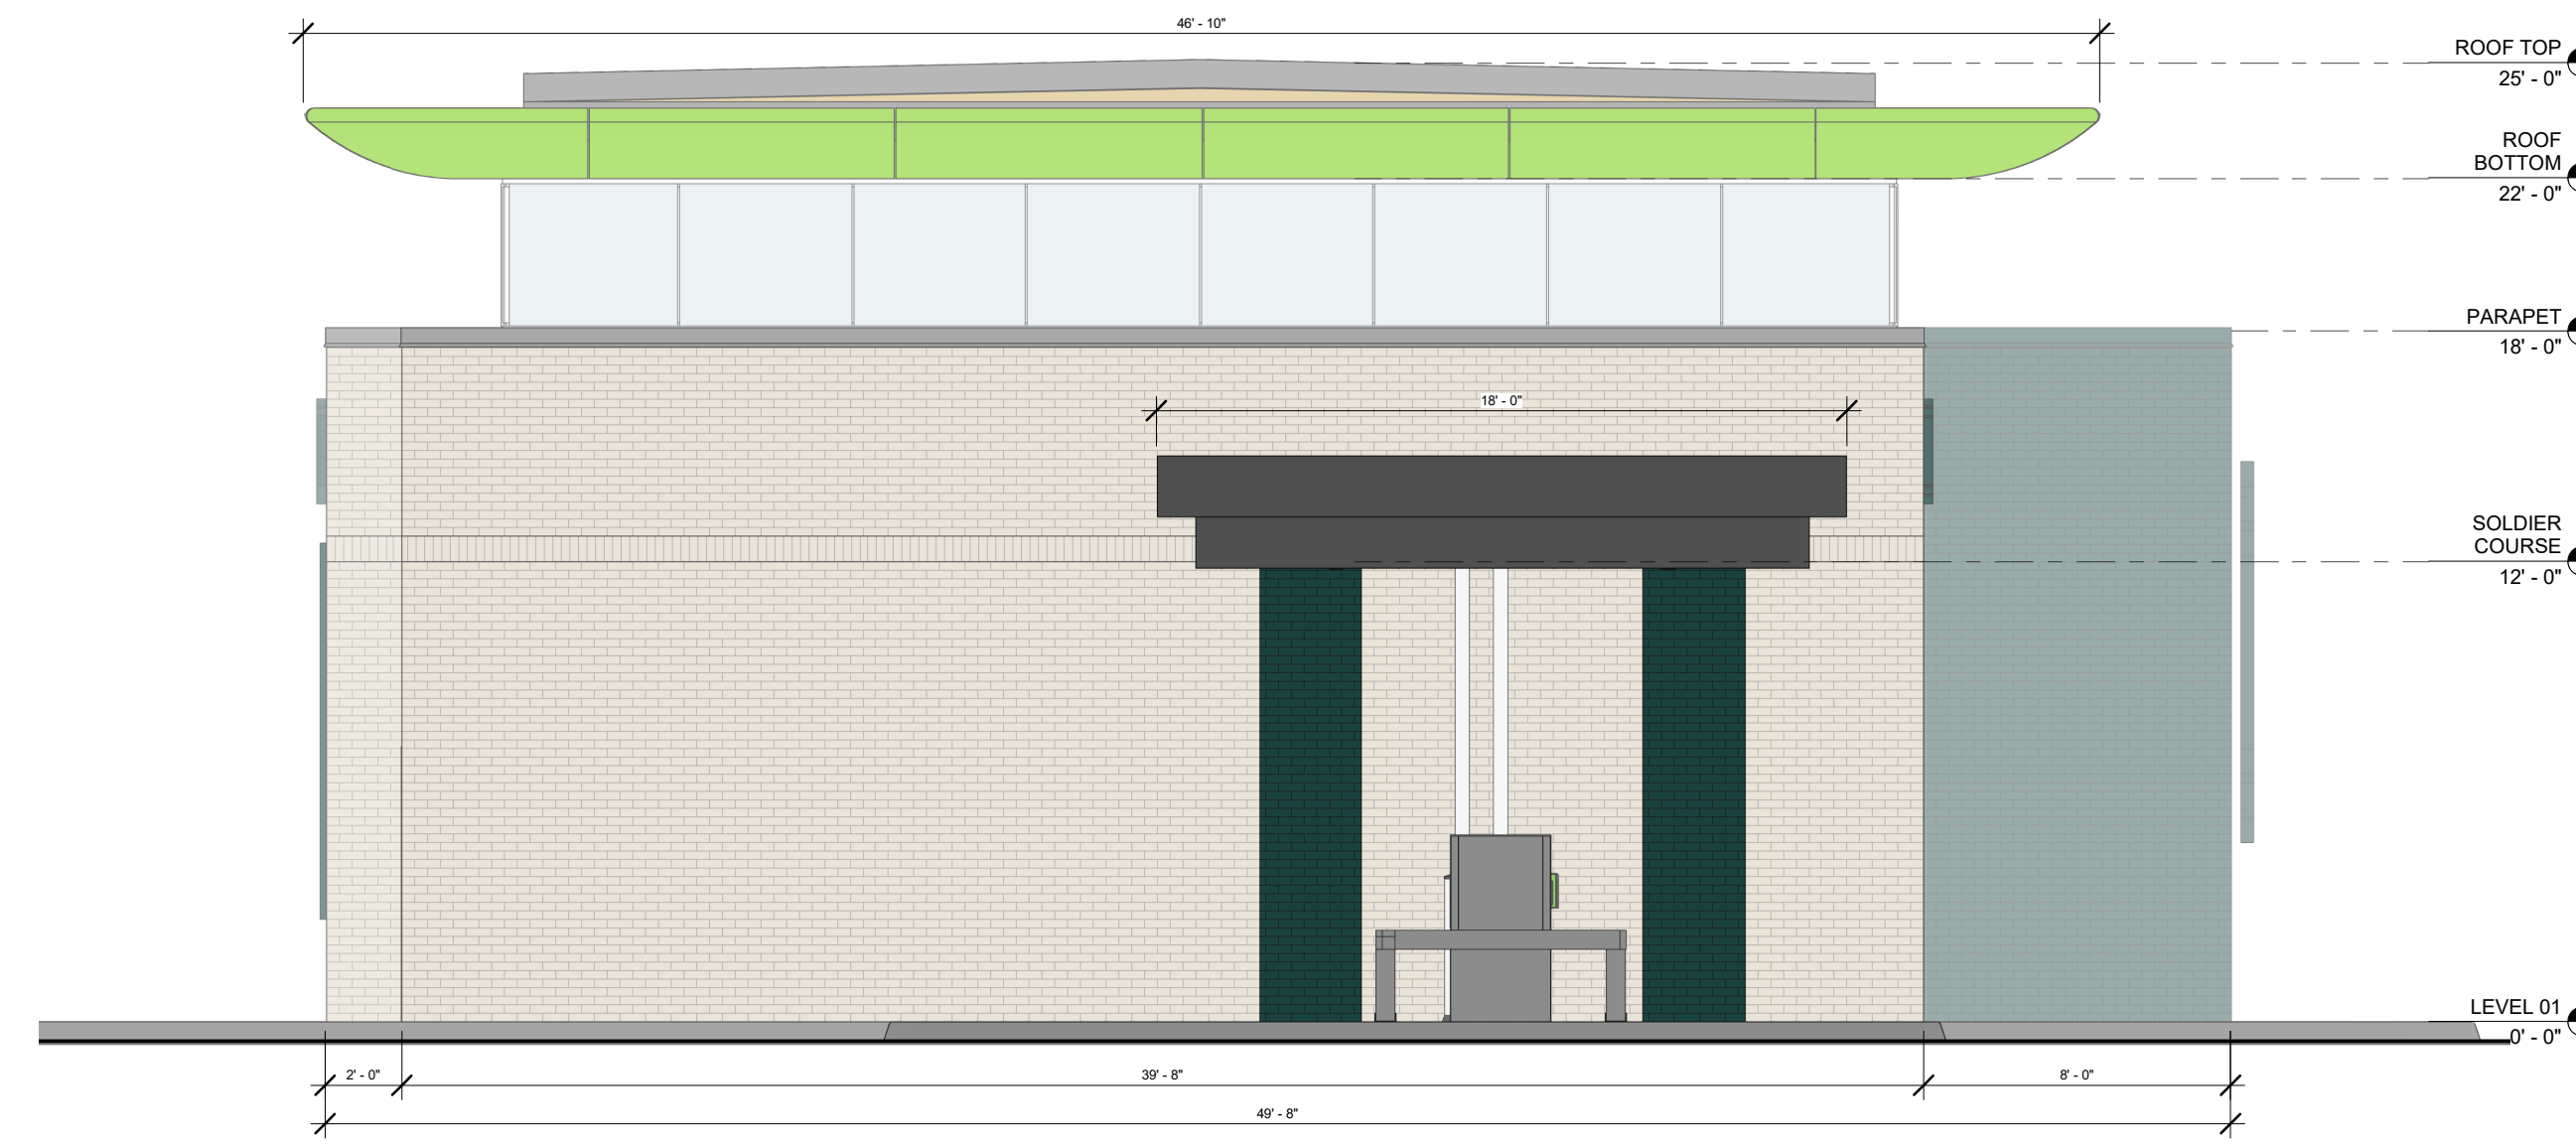 46' - 10"
ROOF TOP
25' - 0"
ROOF
BOTTOM
22' - 0"
PARAPET
18' - 0"
18' - 0"
SOLDIER
COURSE
12' - 0"
LEVEL 01
0' - 0"
2' - 0"
39' - 8"
8' - 0"
49' - 8"